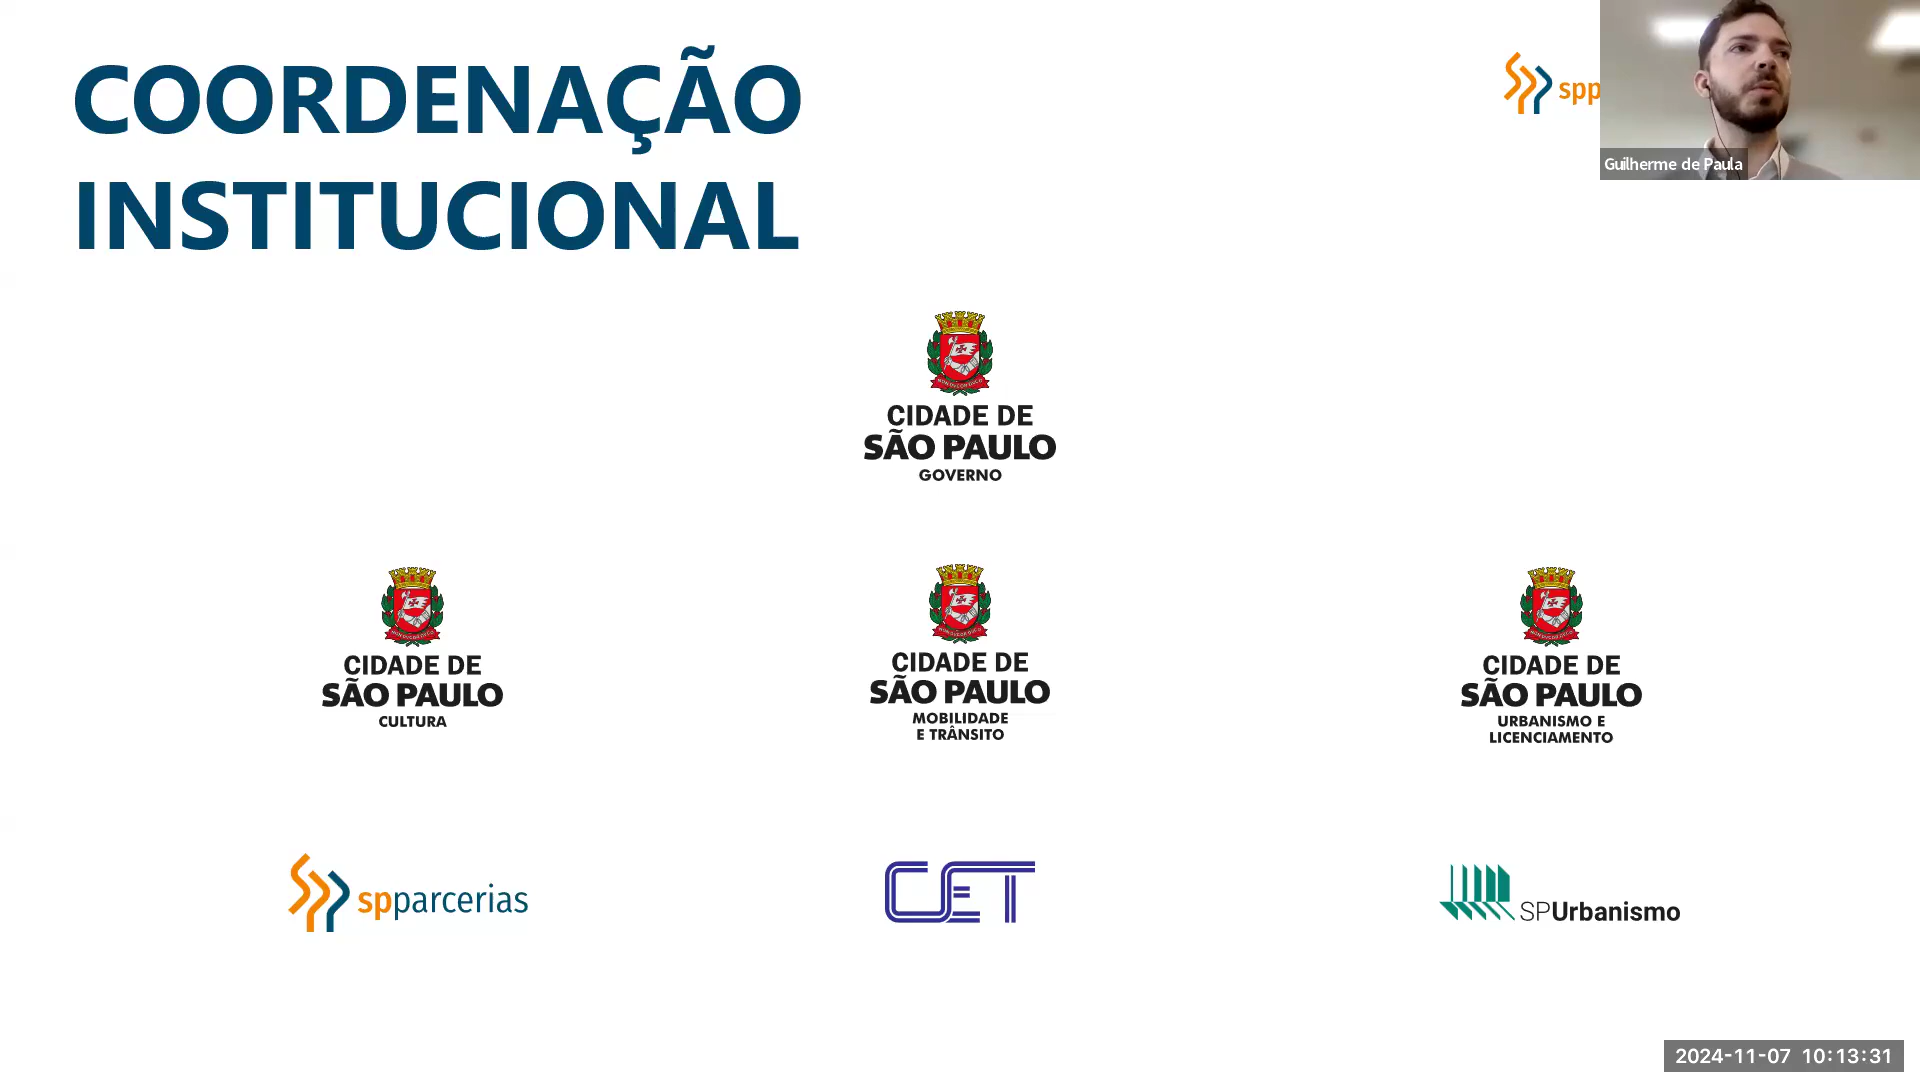 COORDENAÇÃO
INSTITUCIONAL
spp
Guilherme de Paula
CIDADE DE
SÃO PAULO
GOVERNO
CIDADE DE
SÃO PAULO
CULTURA
CIDADE DE
SÃO PAULO
MOBILIDADE
E TRÂNSITO
CIDADE DE
SÃO PAULO
URBANISMO E
LICENCIAMENTO
spparcerias
CET
SPUrbanismo
2024-11-07 10:13:31